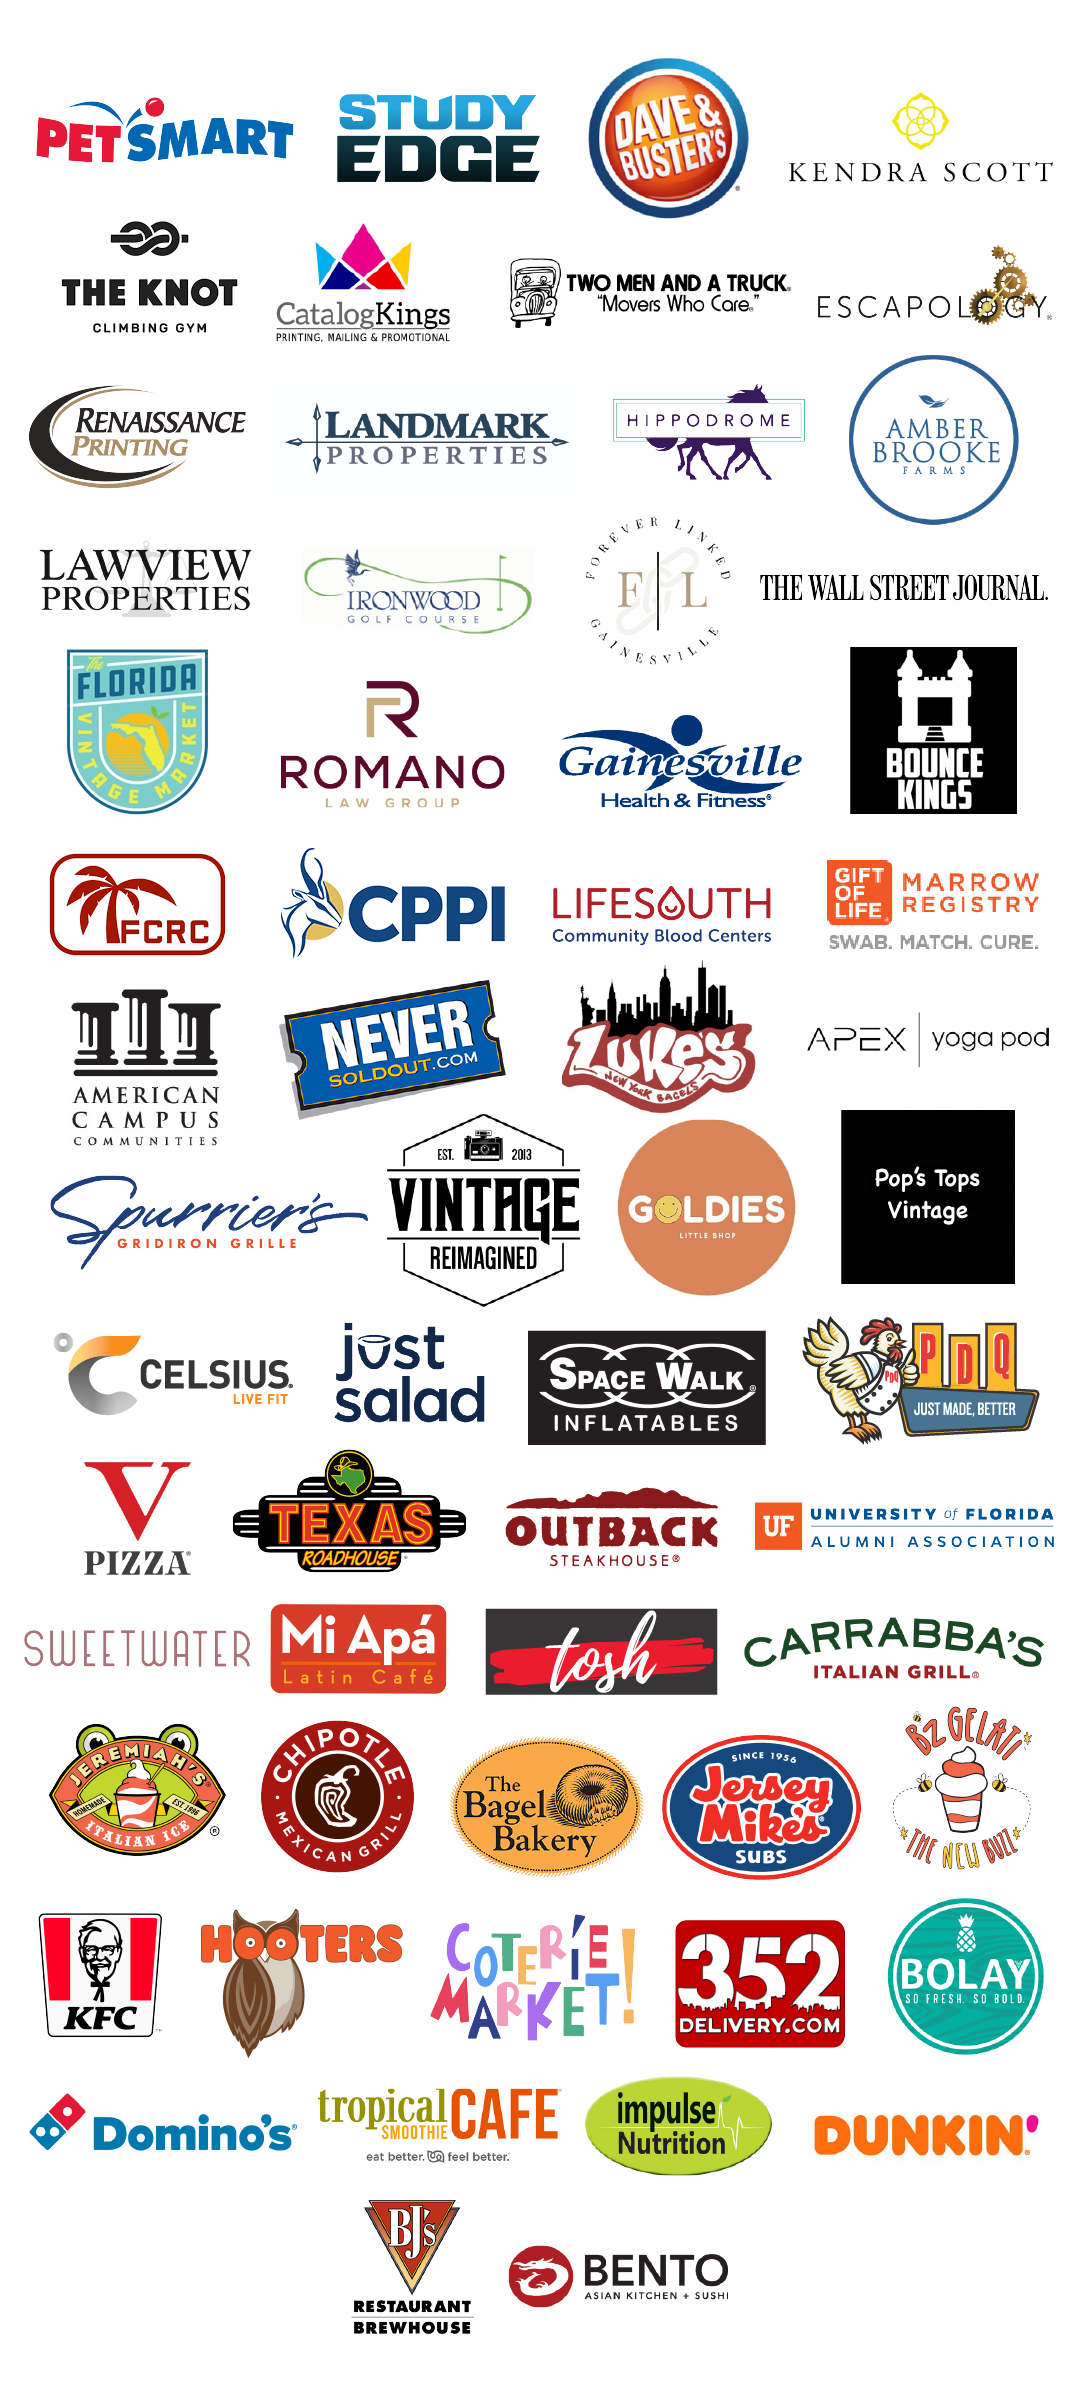 PETSMART
STUDY
EDGE
DAVE &
BUSTER'S
®
KENDRA SCOTT
THE KNOT
CLIMBING GYM
CatalogKings
PRINTING, MAILING & PROMOTIONAL
TWO MEN AND A TRUCK®
"Movers Who Care®"
ESCAPOLOGY®
RENAISSANCE
PRINTING
LANDMARK
PROPERTIES
HIPPODROME
AMBER
BROOKE
FARMS
LAWVIEW
PROPERTIES
IRONWOOD
GOLF COURSE
FOREVER LINKED
F L
GAINESVILLE
THE WALL STREET JOURNAL.
The
FLORIDA
VINTAGE MARKET
R
ROMANO
LAW GROUP
Gainesville
Health & Fitness®
BOUNCE
KINGS
FCRC
CPPI
LIFESOUTH
Community Blood Centers
GIFT
OF
LIFE
MARROW
REGISTRY
SWAB. MATCH. CURE.
AMERICAN
CAMPUS
COMMUNITIES
NEVER
SOLDOUT.COM
LUKE'S
NEW YORK BAGELS
APEX | yoga pod
Spurrier's
GRIDIRON GRILLE
EST. 2013
VINTAGE
REIMAGINED
GOLDIES
LITTLE SHOP
Pop's Tops
Vintage
CELSIUS.
LIVE FIT
just
salad
SPACE WALK®
INFLATABLES
PDQ
PDQ
JUST MADE, BETTER
V
PIZZA®
TEXAS
ROADHOUSE®
OUTBACK
STEAKHOUSE®
UF
UNIVERSITY of FLORIDA
ALUMNI ASSOCIATION
SWEETWATER
Mi Apá
Latin Café
tosh
CARRABBA'S
ITALIAN GRILL®
JEREMIAH'S®
HOMEMADE
EST 1996
ITALIAN ICE
®
CHIPOTLE
MEXICAN GRILL
The
Bagel
Bakery
SINCE 1956
Jersey
Mike's
SUBS
B'Z GELATI
THE NEW BUZZ
KFC
TM
HOOTERS
COTERÍE
MARKET!
352
DELIVERY.COM
BOLAY
SO FRESH. SO BOLD.
Domino's®
tropical
SMOOTHIE
CAFE
eat better. feel better.
impulse
Nutrition
DUNKIN'®
BJ's
RESTAURANT
BREWHOUSE
BENTO
ASIAN KITCHEN + SUSHI